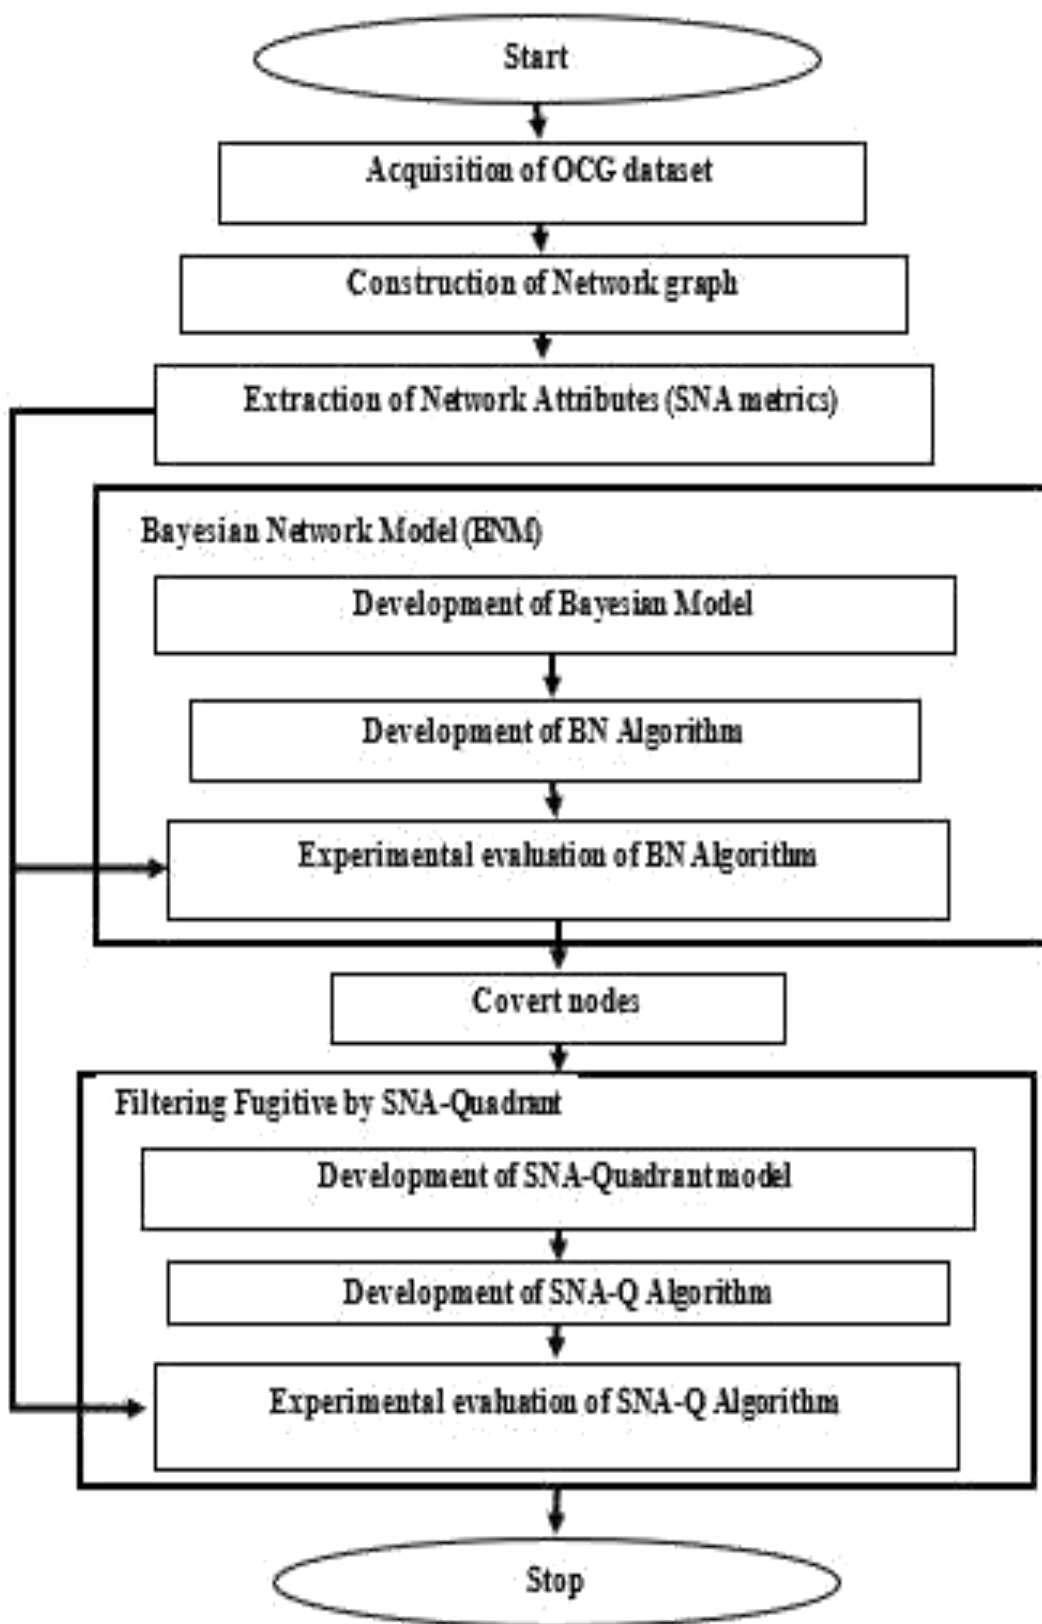 Start
Acquisition of OCG dataset
Construction of Network graph
Extraction of Network Attributes (SNA metrics)
Bayesian Network Model (BNM)
Development of Bayesian Model
Development of BN Algorithm
Experimental evaluation of BN Algorithm
Covert nodes
Filtering Fugitive by SNA-Quadrant
Development of SNA-Quadrant model
Development of SNA-Q Algorithm
Experimental evaluation of SNA-Q Algorithm
Stop